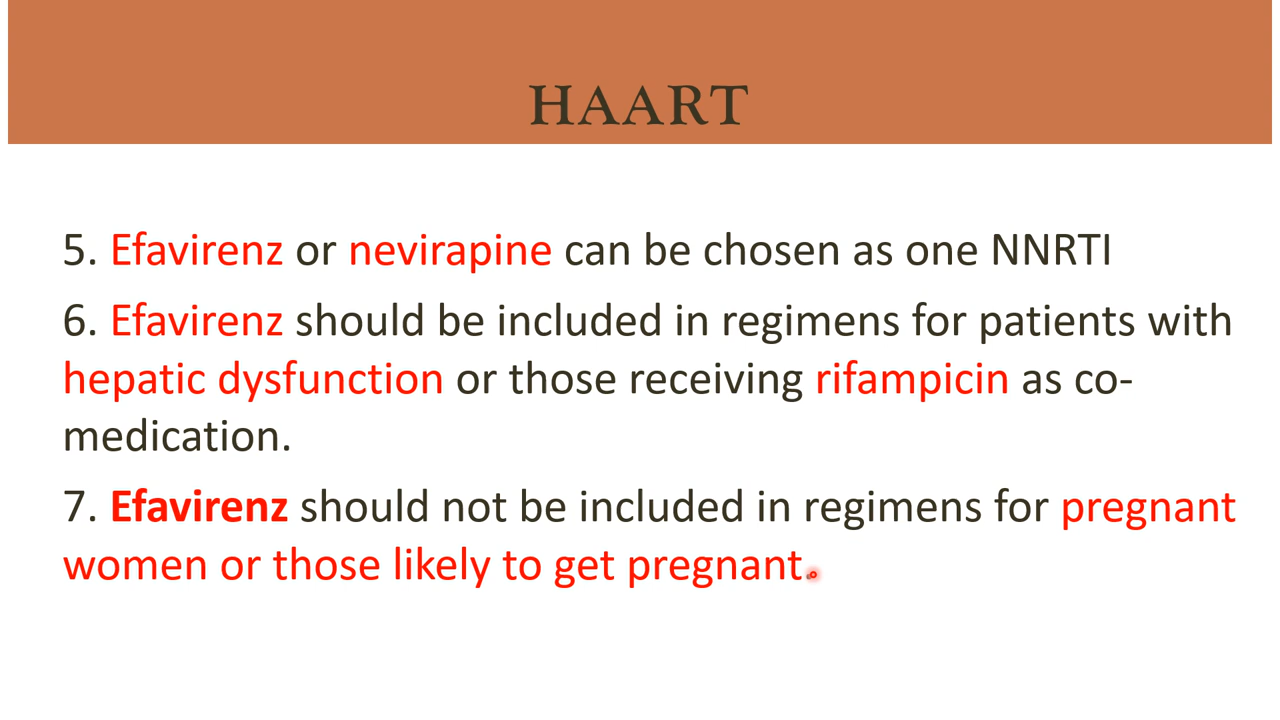 HAART
5. Efavirenz or nevirapine can be chosen as one NNRTI
6. Efavirenz should be included in regimens for patients with
hepatic dysfunction or those receiving rifampicin as co-
medication.
7. Efavirenz should not be included in regimens for pregnant
women or those likely to get pregnant.